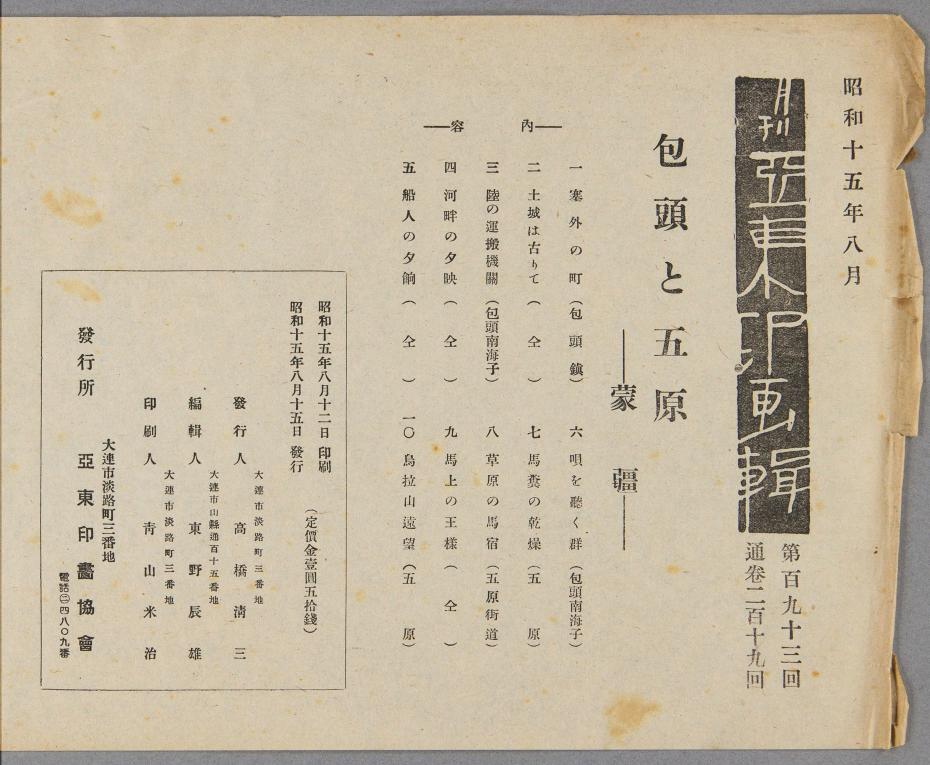 昭和十五年八月
月刊 亞東印画輯
第百九十三回
通卷二百十九回
包頭と五原
――蒙疆――
――內容――
一 塞外の町(包頭鎮)
二 土城は古りて(仝)
三 陸の運搬機關(包頭南海子)
四 河畔の夕映(仝)
五 船人の夕餉(仝)
六 唄を聽く群(包頭南海子)
七 馬糞の乾燥(五原)
八 草原の馬宿(五原街道)
九 馬上の王樣(仝)
一〇 烏拉山遠望(五原)
昭和十五年八月十二日 印刷
昭和十五年八月十五日 發行
(定價金壹圓五拾錢)
大連市淡路町三番地
發行人 高橋淸三
大連市山縣通百十五番地
編輯人 東野辰雄
大連市淡路町三番地
印刷人 靑山米治
大連市淡路町三番地
發行所 亞東印畫協會
電話㈡四八〇九番